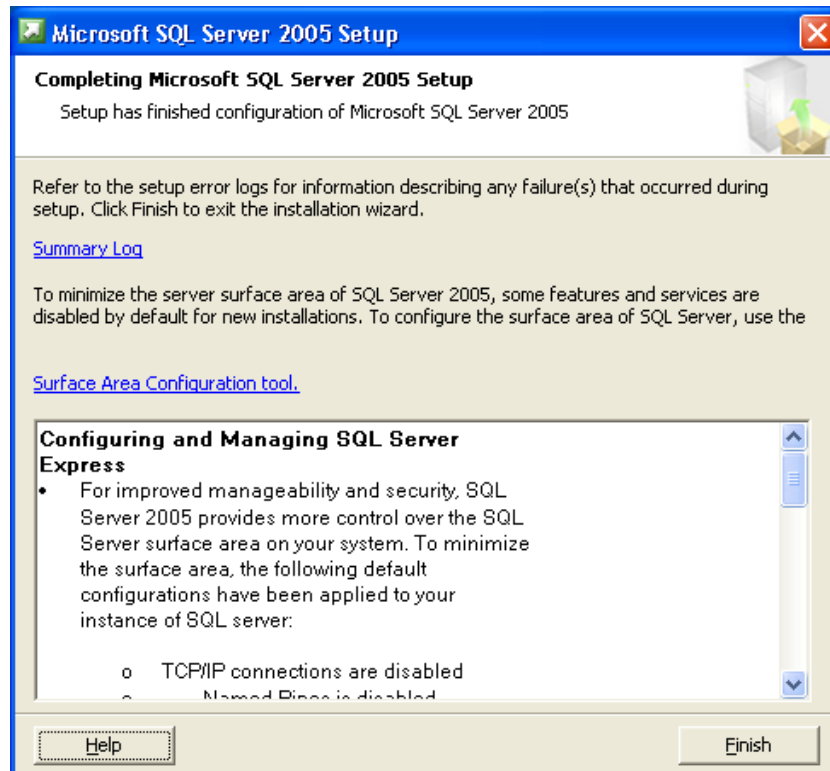 Microsoft SQL Server 2005 Setup
Completing Microsoft SQL Server 2005 Setup
Setup has finished configuration of Microsoft SQL Server 2005
Refer to the setup error logs for information describing any failure(s) that occurred during
setup. Click Finish to exit the installation wizard.
Summary Log
To minimize the server surface area of SQL Server 2005, some features and services are
disabled by default for new installations. To configure the surface area of SQL Server, use the
Surface Area Configuration tool.
Configuring and Managing SQL Server
Express
• For improved manageability and security, SQL
Server 2005 provides more control over the SQL
Server surface area on your system. To minimize
the surface area, the following default
configurations have been applied to your
instance of SQL server:
o TCP/IP connections are disabled
o Named Pipes is disabled
Help
Finish